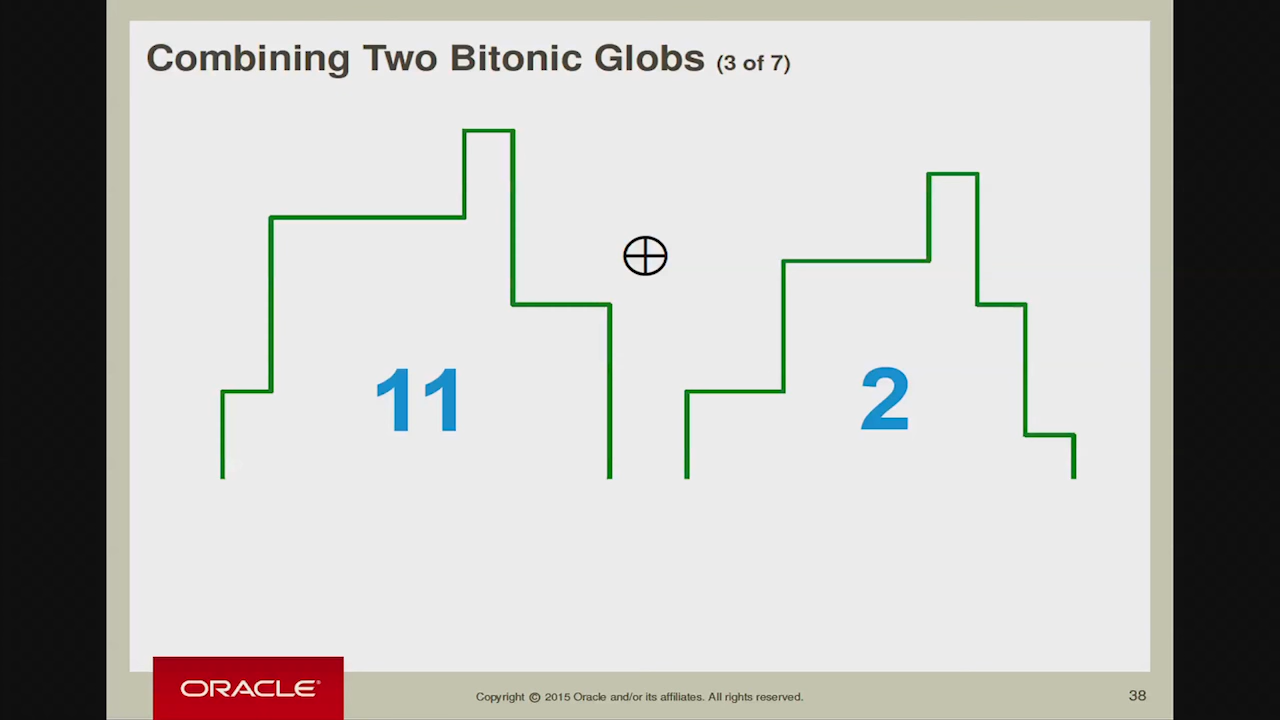 Combining Two Bitonic Globs (3 of 7)
11
2
ORACLE®
Copyright © 2015 Oracle and/or its affiliates. All rights reserved.
38